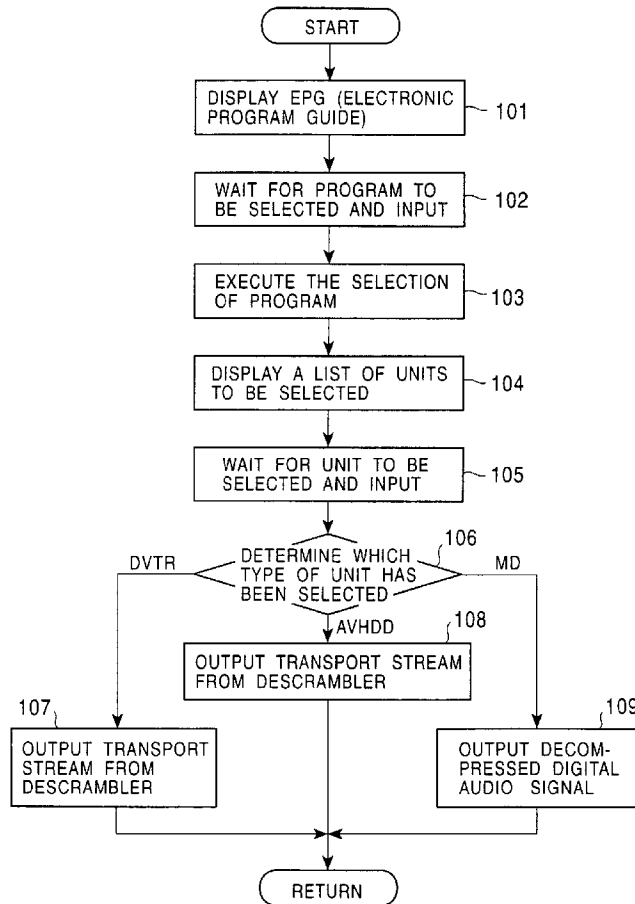 START
DISPLAY EPG (ELECTRONIC
PROGRAM GUIDE)
101
WAIT FOR PROGRAM TO
BE SELECTED AND INPUT
102
EXECUTE THE SELECTION
OF PROGRAM
103
DISPLAY A LIST OF UNITS
TO BE SELECTED
104
WAIT FOR UNIT TO BE
SELECTED AND INPUT
105
106
DETERMINE WHICH
TYPE OF UNIT HAS
BEEN SELECTED
DVTR
MD
AVHDD
108
OUTPUT TRANSPORT STREAM
FROM DESCRAMBLER
107
OUTPUT TRANSPORT
STREAM FROM
DESCRAMBLER
109
OUTPUT DECOM-
PRESSED DIGITAL
AUDIO SIGNAL
RETURN